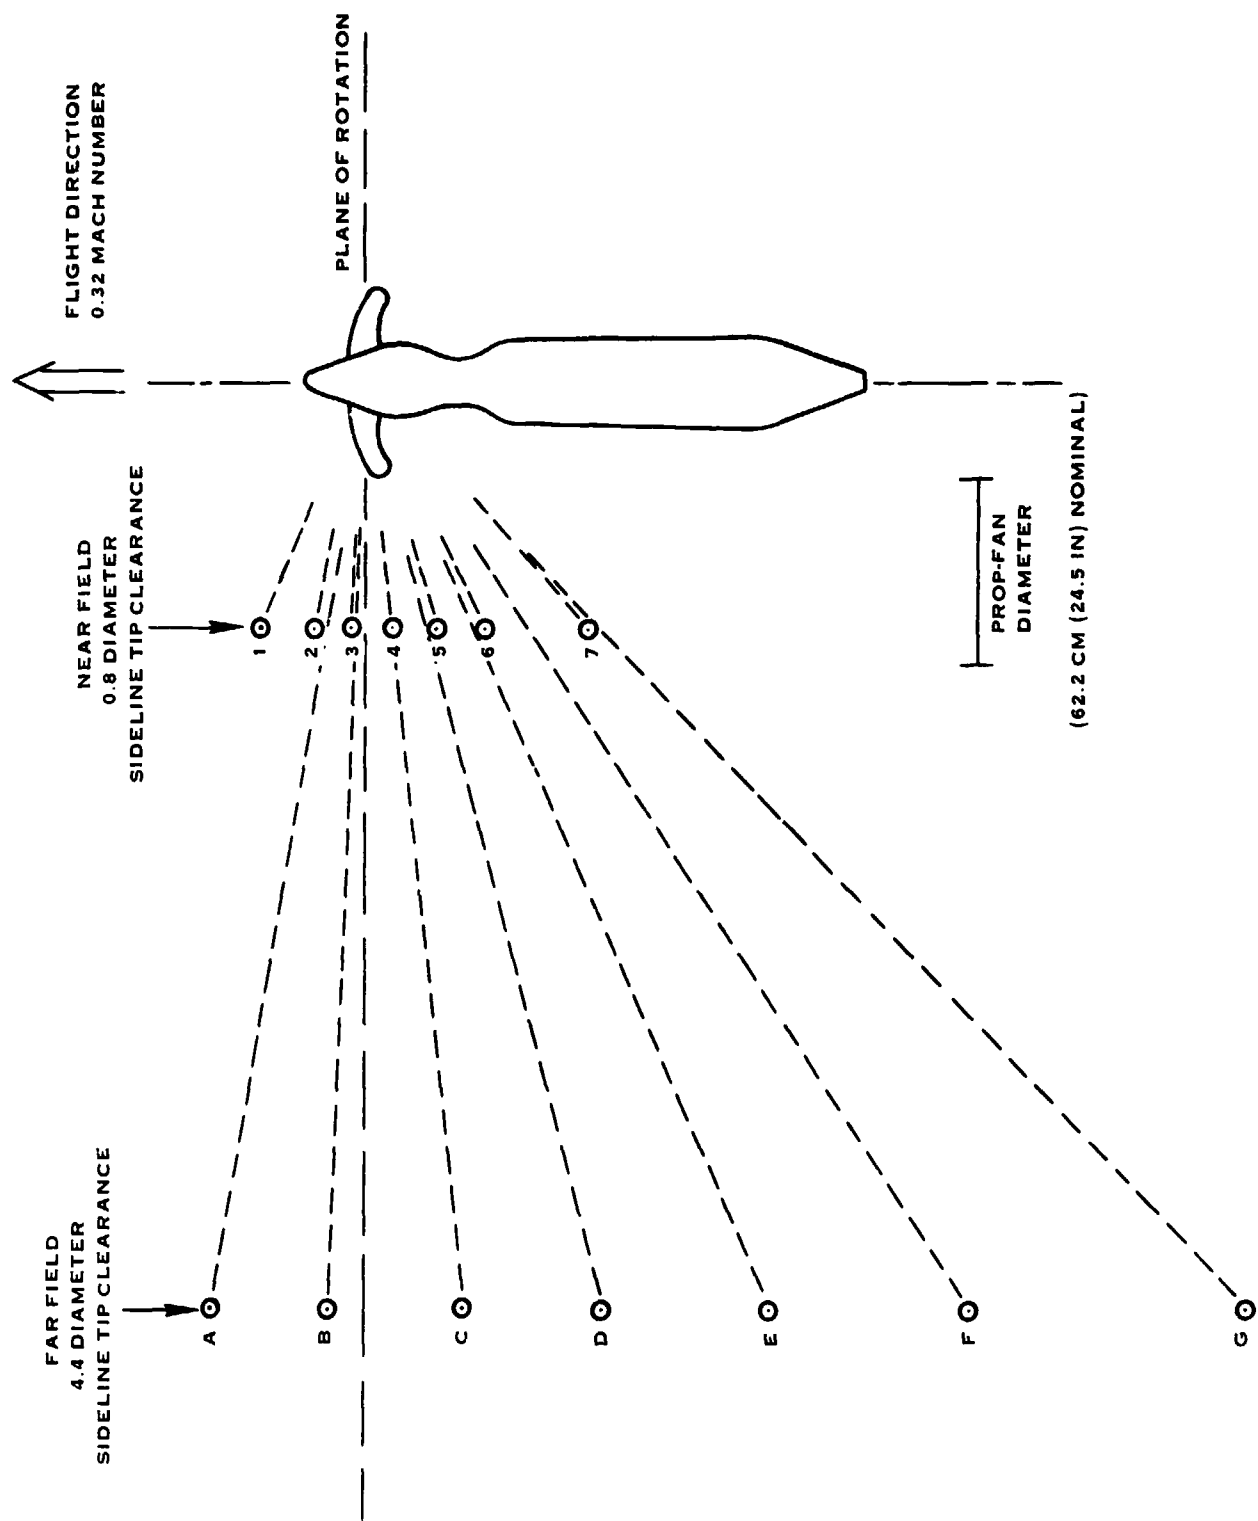 FLIGHT DIRECTION
0.32 MACH NUMBER
PLANE OF ROTATION
NEAR FIELD
0.8 DIAMETER
SIDELINE TIP CLEARANCE
1
2
3
4
5
6
7
PROP-FAN
DIAMETER
(62.2 CM (24.5 IN) NOMINAL)
FAR FIELD
4.4 DIAMETER
SIDELINE TIP CLEARANCE
A
B
C
D
E
F
G